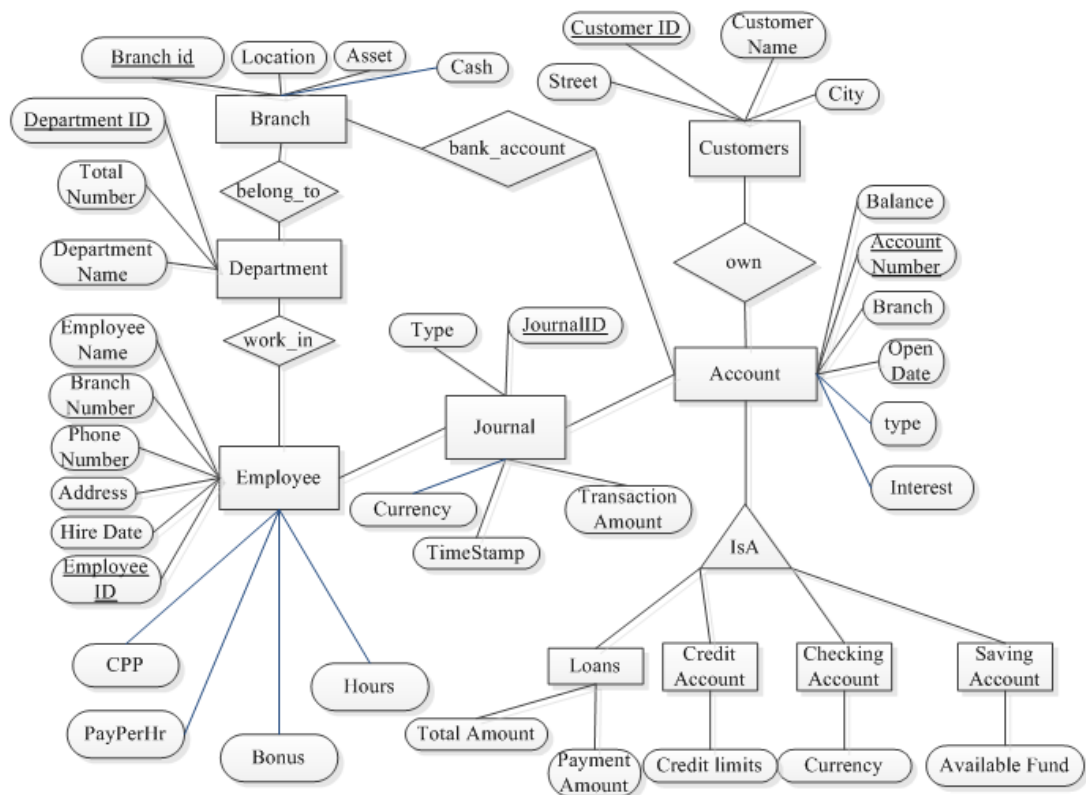 Branch id
Location
Asset
Cash
Customer ID
Customer
Name
Street
City
Department ID
Branch
bank_account
Customers
Total
Number
belong_to
Balance
Department
Name
Department
own
Account
Number
Branch
Employee
Name
work_in
Type
JournalID
Account
Open
Date
Branch
Number
type
Phone
Number
Employee
Journal
Interest
Address
Currency
Transaction
Amount
Hire Date
TimeStamp
IsA
Employee
ID
CPP
Hours
Loans
Credit
Account
Checking
Account
Saving
Account
PayPerHr
Bonus
Total Amount
Payment
Amount
Credit limits
Currency
Available Fund